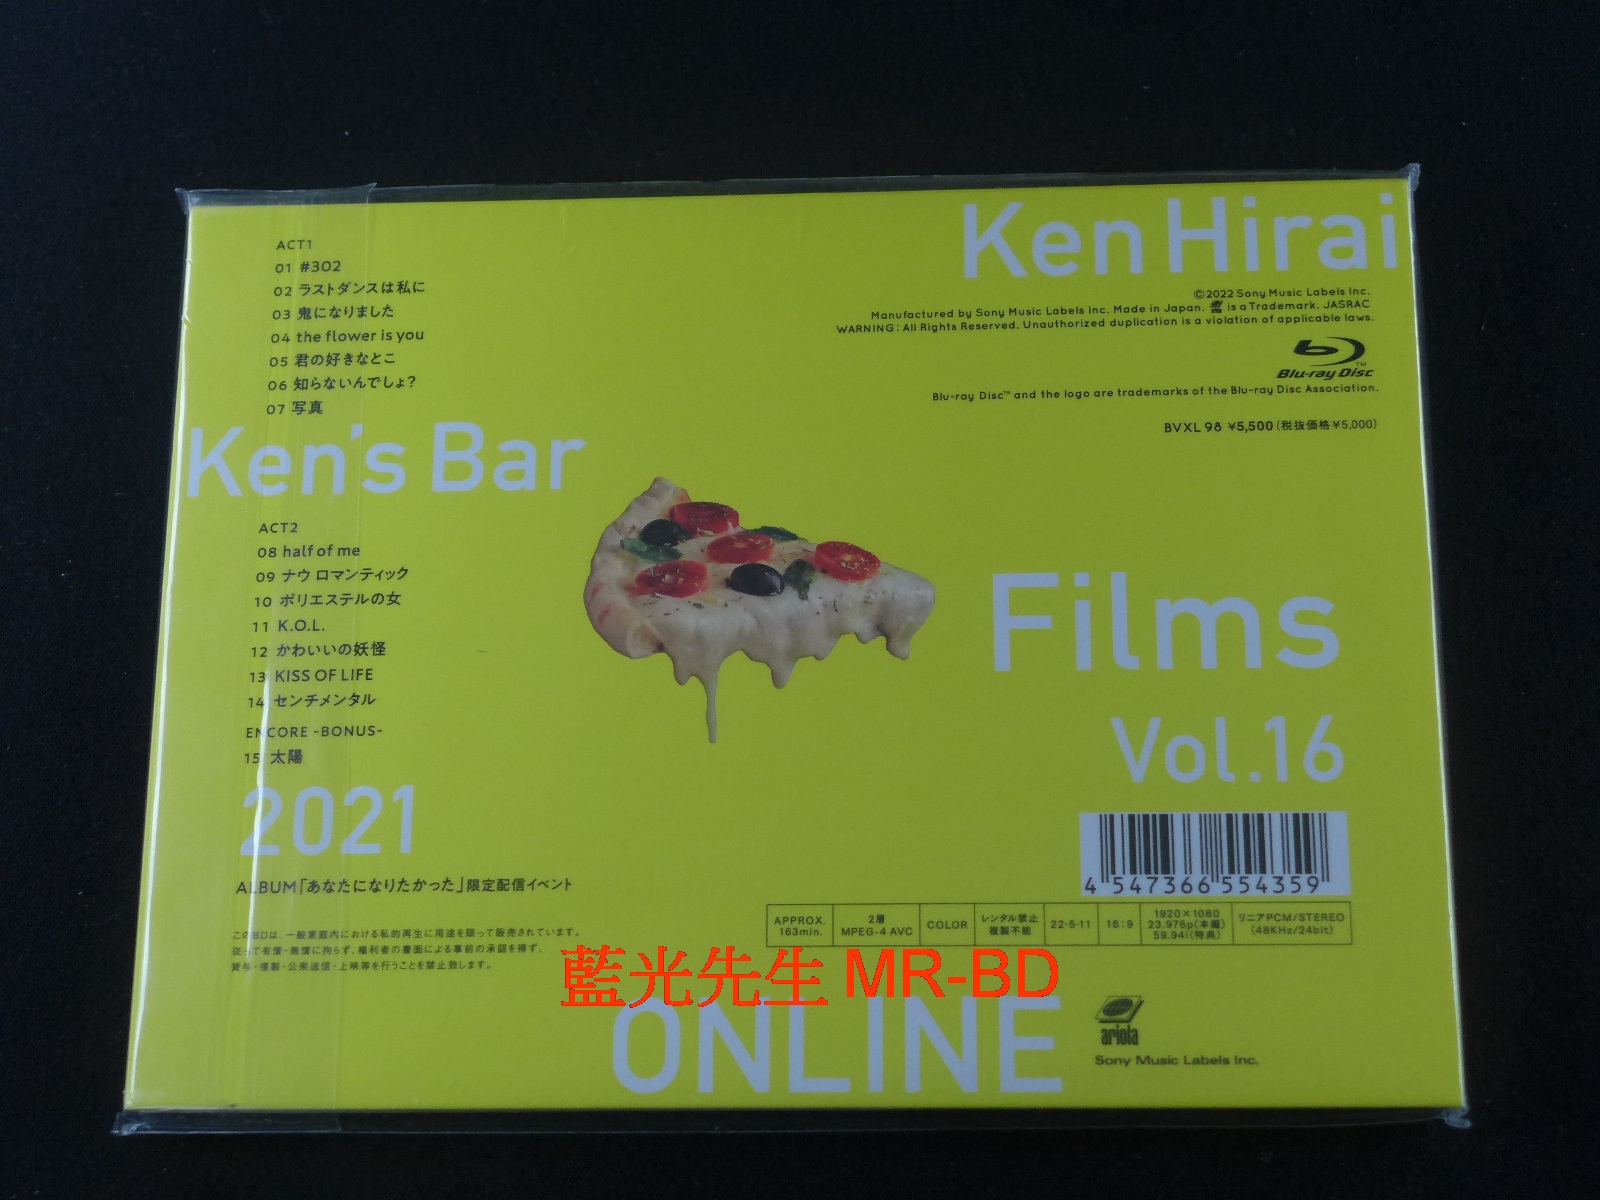 Ken Hirai
ACT1
01 #302
02 ラストダンスは私に
03 鬼になりました
04 the flower is you
05 君の好きなとこ
06 知らないんでしょ?
07 写真
©2022 Sony Music Labels Inc.
Manufactured by Sony Music Labels Inc. Made in Japan. is a Trademark. JASRAC
WARNING: All Rights Reserved. Unauthorized duplication is a violation of applicable laws.
Blu-ray Disc™
Blu-ray Disc™ and the logo are trademarks of the Blu-ray Disc Association.
BVXL 98 ¥5,500(税抜価格¥5,000)
Ken's Bar
ACT2
08 half of me
09 ナウ ロマンティック
10 ポリエステルの女
11 K.O.L.
12 かわいいの妖怪
13 KISS OF LIFE
14 センチメンタル
ENCORE -BONUS-
15 太陽
Films
Vol.16
2021
ALBUM「あなたになりたかった」限定配信イベント
4 547366 554359
このBDは、一般家庭内における私的再生に用途を限って販売されています。
従って有償・無償に拘らず、権利者の書面による事前の承認を得ず、
貸与・複製・公衆送信・上映等を行うことを禁止致します。
APPROX. 163min.
2層 MPEG-4 AVC
COLOR
レンタル禁止 複製不能
22・5・11
16:9
1920×1080 23.976p(本編) 59.94i(特典)
リニアPCM/STEREO (48KHz/24bit)
藍光先生 MR-BD
ONLINE
ariola
Sony Music Labels Inc.